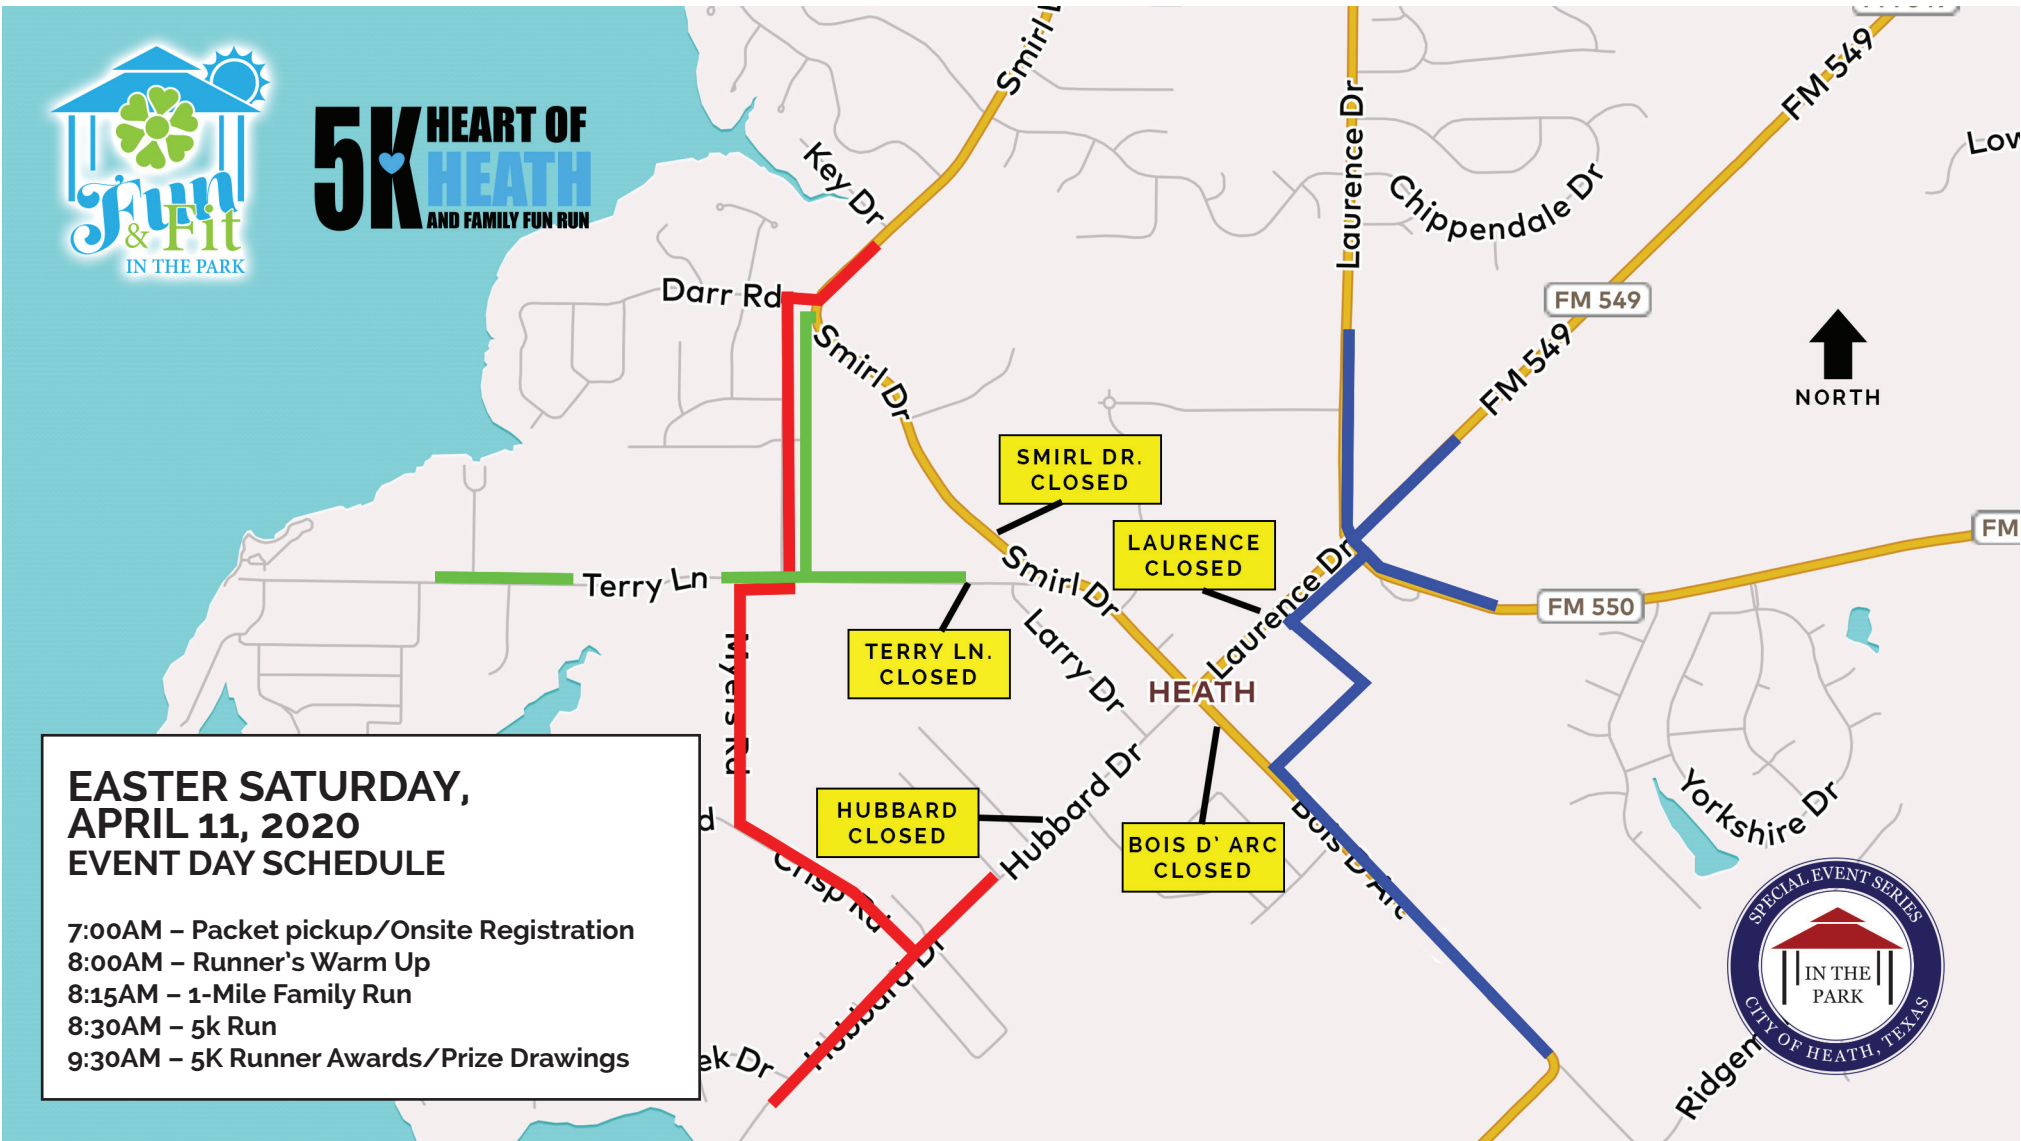 Fun
& Fit
IN THE PARK
5K HEART OF
HEATH
AND FAMILY FUN RUN
Smirl
Key Dr
Darr Rd
Smirl Dr
Laurence Dr
Chippendale Dr
FM 549
FM 549
FM 549
NORTH
SMIRL DR.
CLOSED
LAURENCE
CLOSED
Laurence Dr
Smirl Dr
FM
FM 550
Terry Ln
TERRY LN.
CLOSED
Larry Dr
HEATH
Myers Rd
HUBBARD
CLOSED
Hubbard Dr
BOIS D' ARC
CLOSED
Bois D Arc
Yorkshire Dr
Crisp Rd
Hubbard Dr
ek Dr
EASTER SATURDAY,
APRIL 11, 2020
EVENT DAY SCHEDULE
7:00AM – Packet pickup/Onsite Registration
8:00AM – Runner's Warm Up
8:15AM – 1-Mile Family Run
8:30AM – 5k Run
9:30AM – 5K Runner Awards/Prize Drawings
SPECIAL EVENT SERIES
IN THE
PARK
CITY OF HEATH, TEXAS
Ridgem